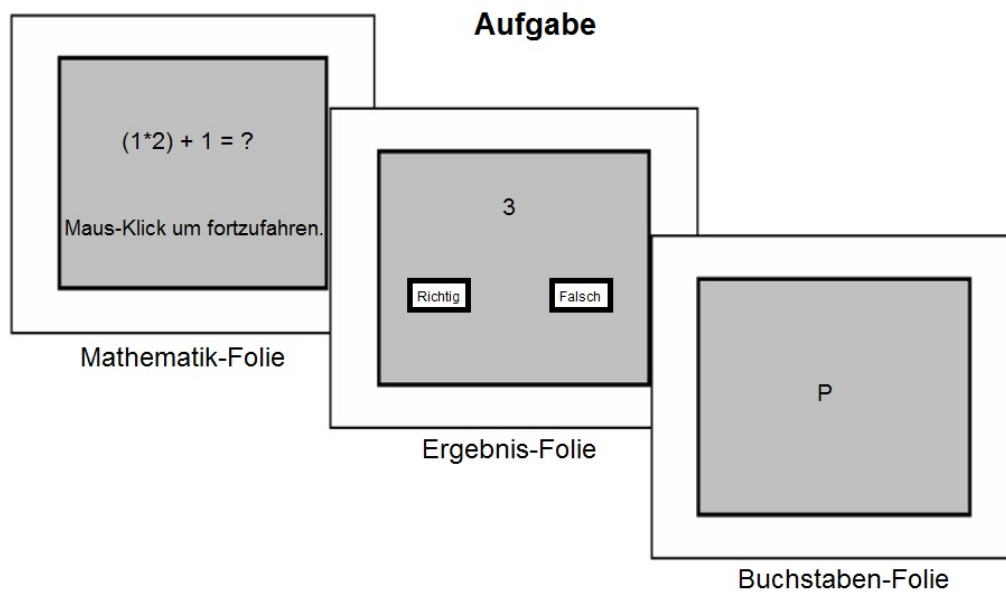 Aufgabe
(1*2) + 1 = ?
Maus-Klick um fortzufahren.
Mathematik-Folie
3
Richtig
Falsch
Ergebnis-Folie
P
Buchstaben-Folie